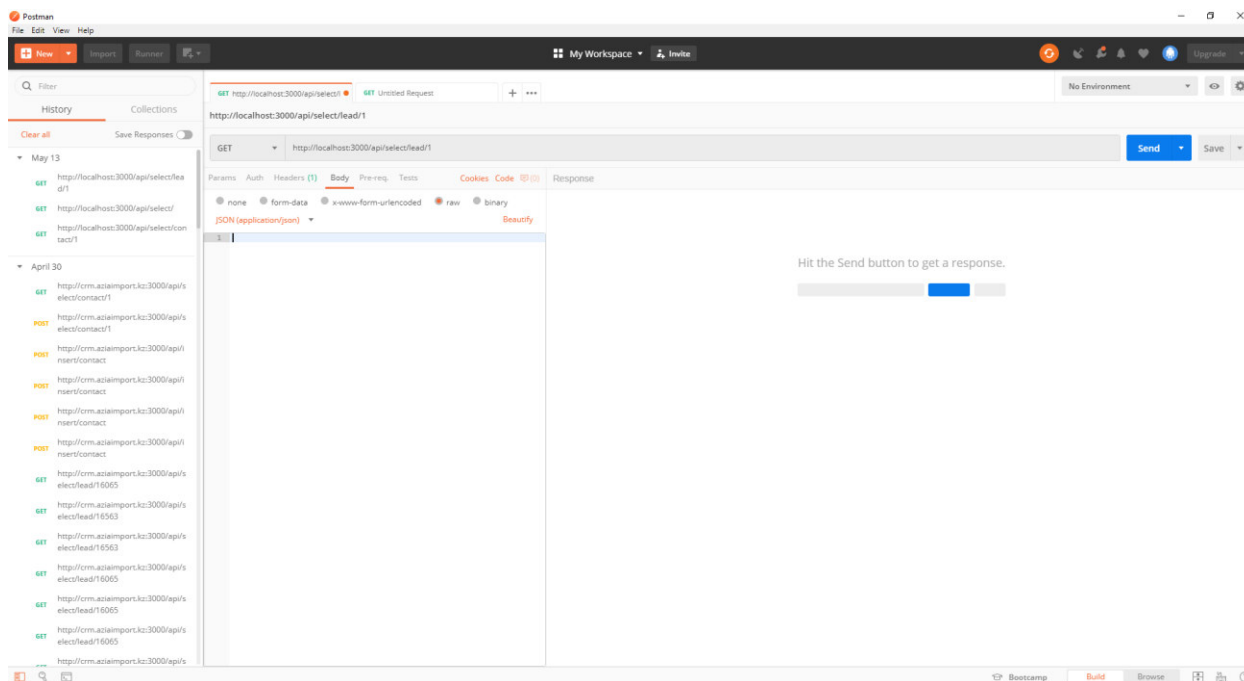 Postman
File Edit View Help
New Import Runner My Workspace Invite Upgrade
Filter
History Collections
Clear all Save Responses
May 13
GET http://localhost:3000/api/select/lea
d/1
GET http://localhost:3000/api/select/
GET http://localhost:3000/api/select/con
tact/1
April 30
GET http://crm.aziaimport.kz:3000/api/s
elect/contact/1
POST http://crm.aziaimport.kz:3000/api/s
elect/contact/1
POST http://crm.aziaimport.kz:3000/api/i
nsert/contact
POST http://crm.aziaimport.kz:3000/api/i
nsert/contact
POST http://crm.aziaimport.kz:3000/api/i
nsert/contact
POST http://crm.aziaimport.kz:3000/api/i
nsert/contact
GET http://crm.aziaimport.kz:3000/api/s
elect/lead/16065
GET http://crm.aziaimport.kz:3000/api/s
elect/lead/16563
GET http://crm.aziaimport.kz:3000/api/s
elect/lead/16563
GET http://crm.aziaimport.kz:3000/api/s
elect/lead/16065
GET http://crm.aziaimport.kz:3000/api/s
elect/lead/16065
GET http://crm.aziaimport.kz:3000/api/s
elect/lead/16065
http://crm.aziaimport.kz:3000/api/s
GET http://localhost:3000/api/select/l GET Untitled Request
No Environment
http://localhost:3000/api/select/lead/1
GET http://localhost:3000/api/select/lead/1 Send Save
Params Auth Headers (1) Body Pre-req. Tests Cookies Code (0)
none form-data x-www-form-urlencoded raw binary
JSON (application/json) Beautify
1
Response
Hit the Send button to get a response.
Bootcamp Build Browse